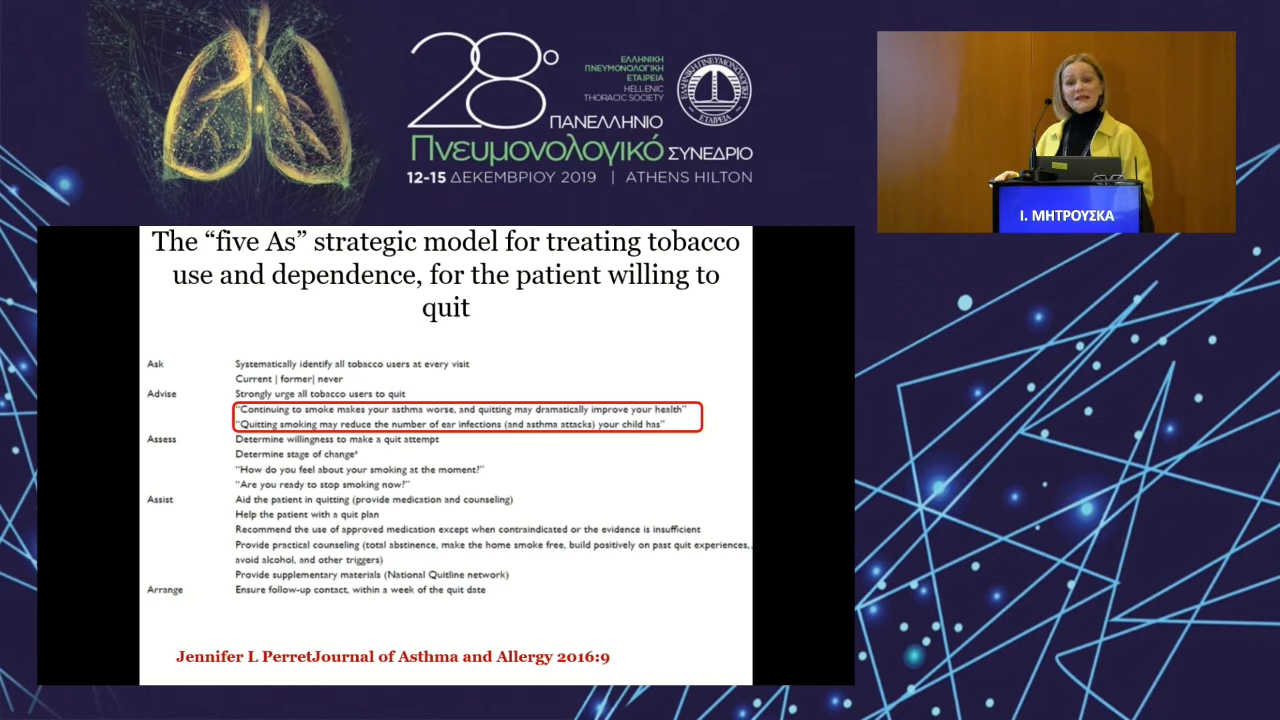 28ο
ΕΛΛΗΝΙΚΗ
ΠΝΕΥΜΟΝΟΛΟΓΙΚΗ
ΕΤΑΙΡΕΙΑ
HELLENIC
THORACIC SOCIETY
ΕΛΛΗΝΙΚΗ ΠΝΕΥΜΟΝΟΛΟΓΙΚΗ
ΕΤΑΙΡΕΙΑ
ΠΑΝΕΛΛΗΝΙΟ
Πνευμονολογικό ΣΥΝΕΔΡΙΟ
12-15 ΔΕΚΕΜΒΡΙΟΥ 2019 | ATHENS HILTON
Ι. ΜΗΤΡΟΥΣΚΑ
The “five As” strategic model for treating tobacco
use and dependence, for the patient willing to
quit
Ask Systematically identify all tobacco users at every visit
Current | former| never
Advise Strongly urge all tobacco users to quit
"Continuing to smoke makes your asthma worse, and quitting may dramatically improve your health"
"Quitting smoking may reduce the number of ear infections (and asthma attacks) your child has"
Assess Determine willingness to make a quit attempt
Determine stage of change*
"How do you feel about your smoking at the moment?"
"Are you ready to stop smoking now?"
Assist Aid the patient in quitting (provide medication and counseling)
Help the patient with a quit plan
Recommend the use of approved medication except when contraindicated or the evidence is insufficient
Provide practical counseling (total abstinence, make the home smoke free, build positively on past quit experiences,
avoid alcohol, and other triggers)
Provide supplementary materials (National Quitline network)
Arrange Ensure follow-up contact, within a week of the quit date
Jennifer L PerretJournal of Asthma and Allergy 2016:9